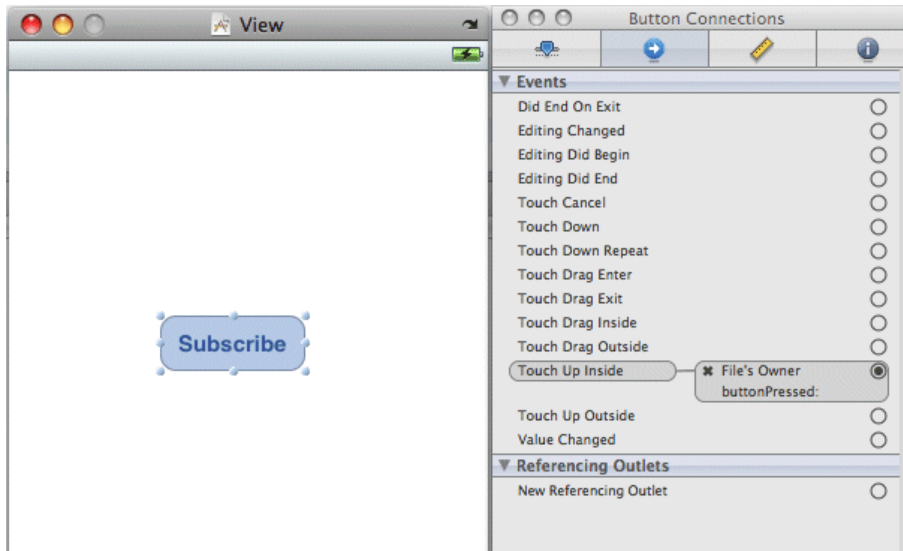 View
Subscribe
Button Connections
Events
Did End On Exit
Editing Changed
Editing Did Begin
Editing Did End
Touch Cancel
Touch Down
Touch Down Repeat
Touch Drag Enter
Touch Drag Exit
Touch Drag Inside
Touch Drag Outside
Touch Up Inside
File's Owner
buttonPressed:
Touch Up Outside
Value Changed
Referencing Outlets
New Referencing Outlet